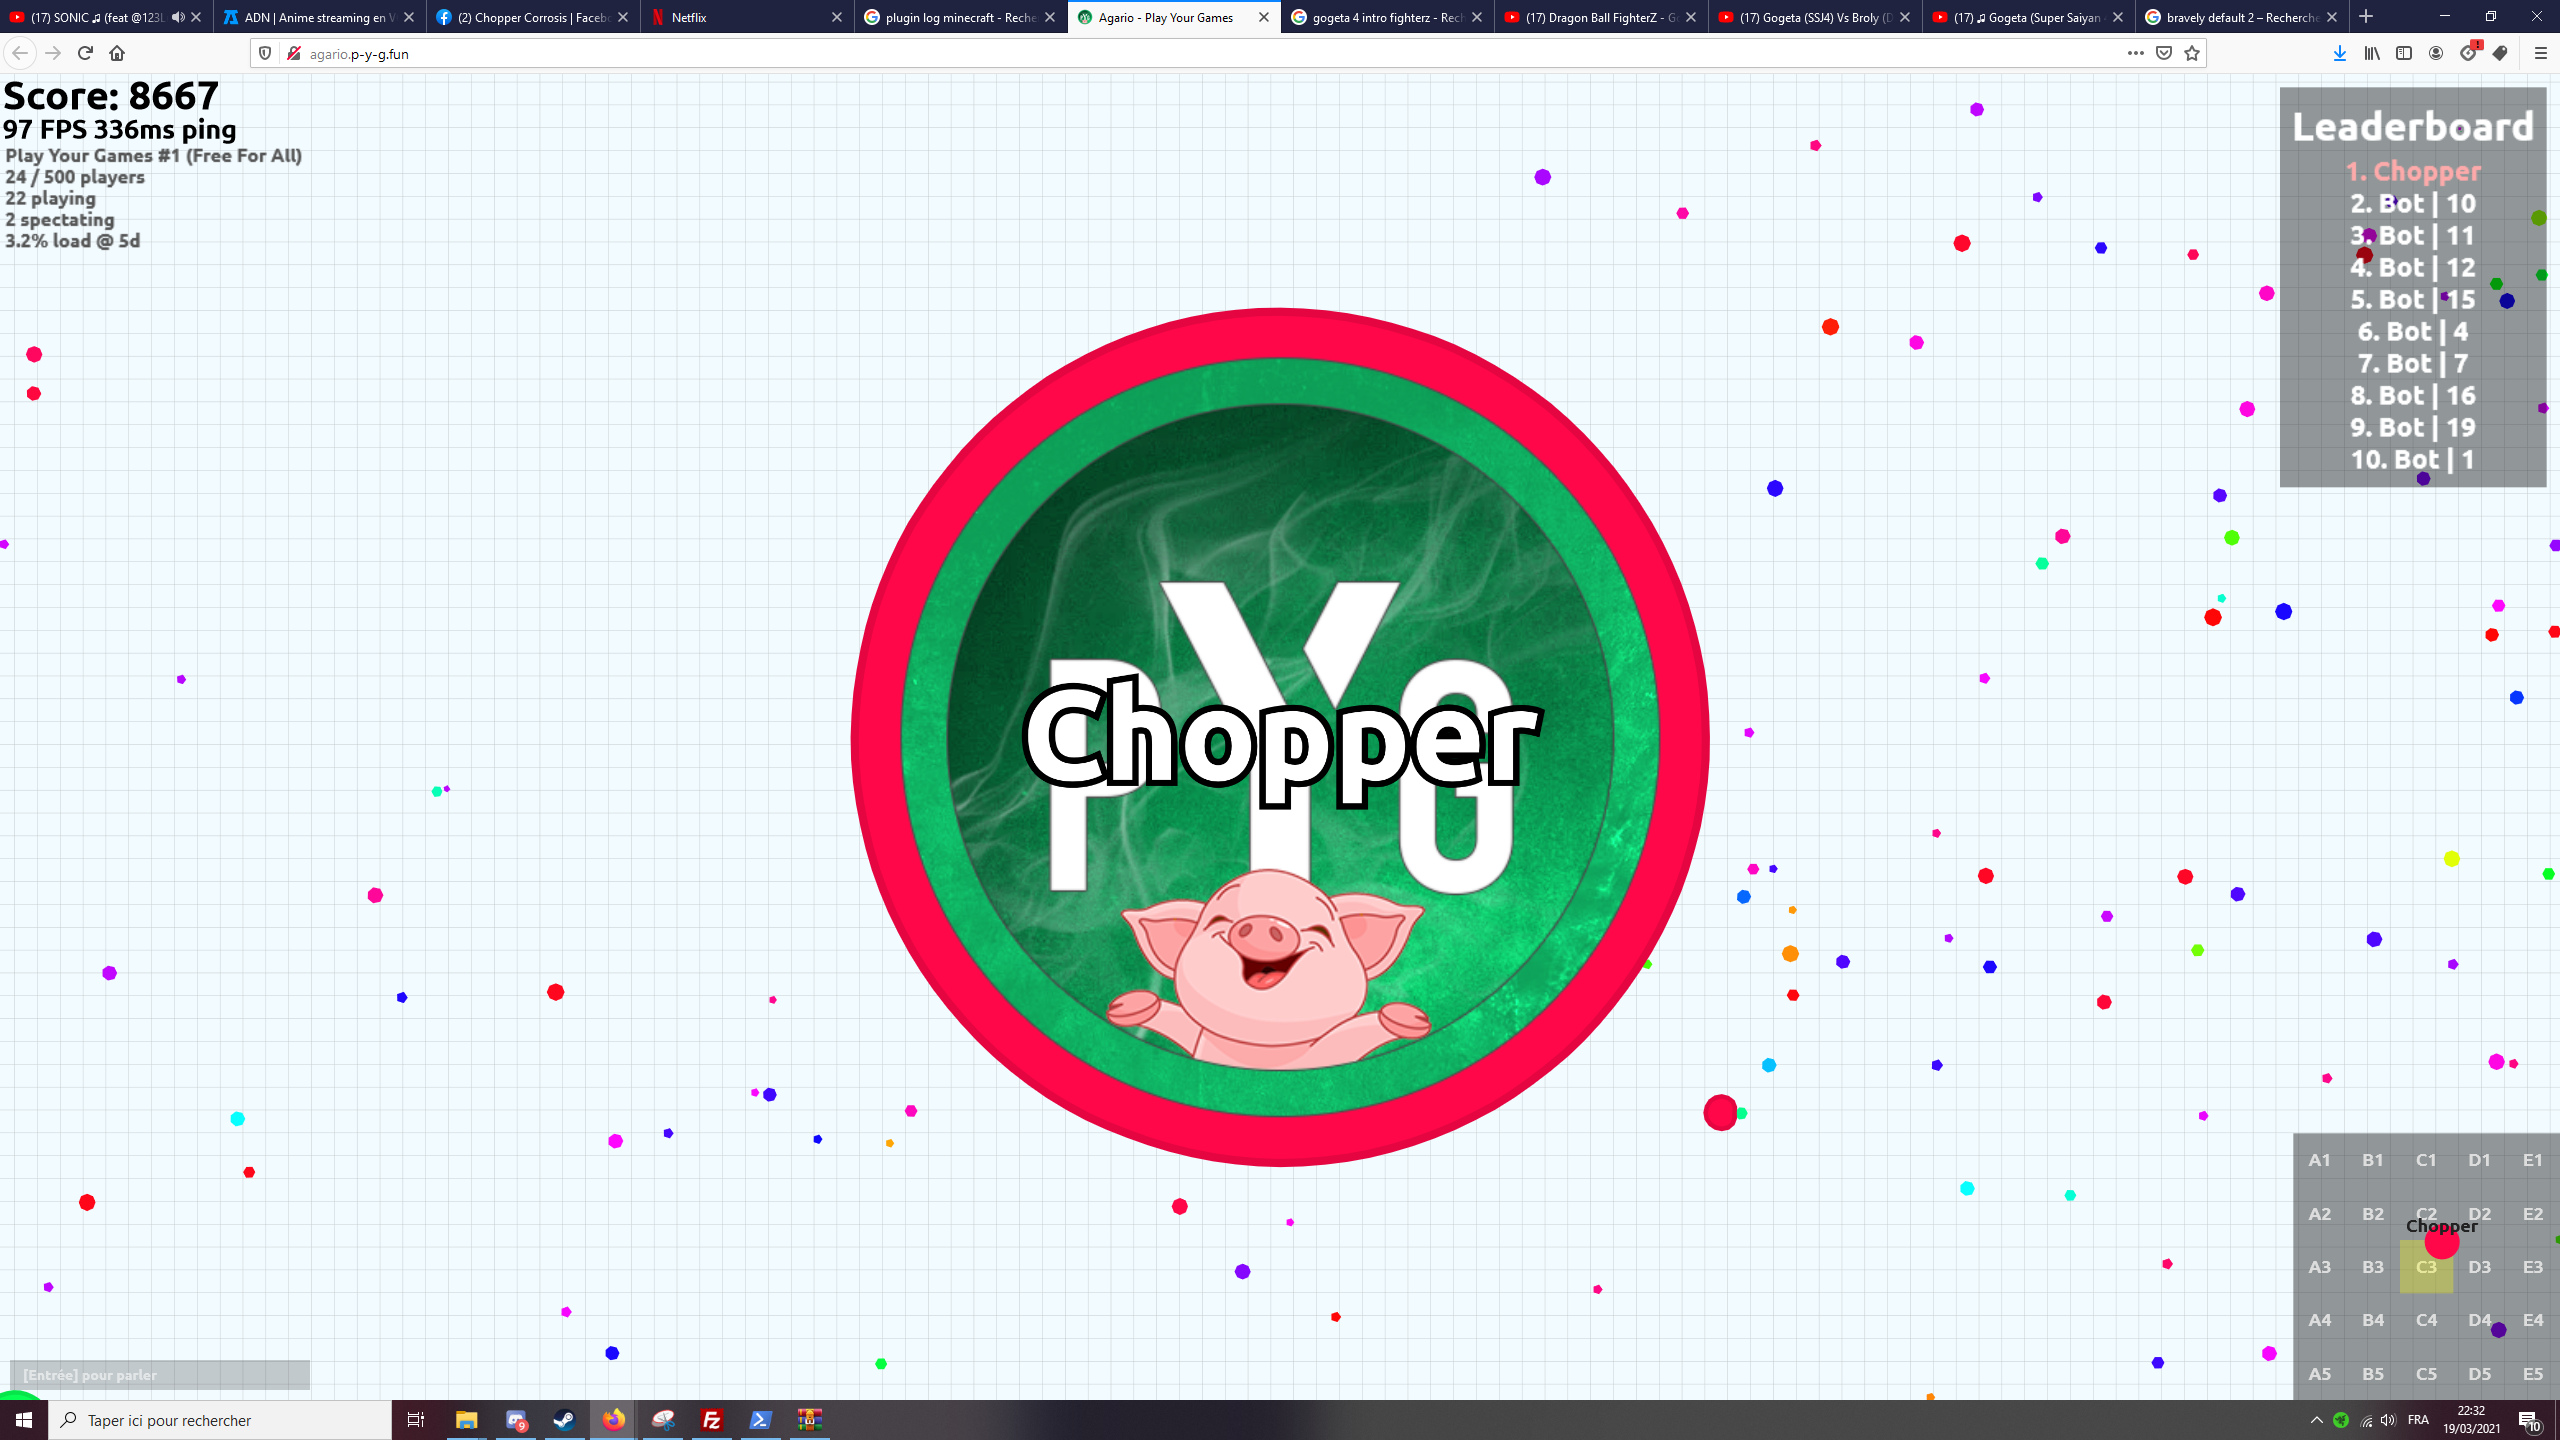 (17) SONIC ♫ (feat @123L
ADN | Anime streaming en V
(2) Chopper Corrosis | Faceb
Netflix
plugin log minecraft - Reche
Agario - Play Your Games
gogeta 4 intro fighterz - Rech
(17) Dragon Ball FighterZ - G
(17) Gogeta (SSJ4) Vs Broly (D
(17) ♫ Gogeta (Super Saiyan
bravely default 2 – Recherche
agario.p-y-g.fun
Score: 8667
97 FPS 336ms ping
Play Your Games #1 (Free For All)
24 / 500 players
22 playing
2 spectating
3.2% load @ 5d
Leaderboard
1. Chopper
2. Bot | 10
3. Bot | 11
4. Bot | 12
5. Bot | 15
6. Bot | 4
7. Bot | 7
8. Bot | 16
9. Bot | 19
10. Bot | 1
PYG
Chopper
A1 B1 C1 D1 E1
A2 B2 C2 D2 E2
Chopper
A3 B3 C3 D3 E3
A4 B4 C4 D4 E4
A5 B5 C5 D5 E5
[Entrée] pour parler
Taper ici pour rechercher
9
FRA
22:32
19/03/2021
10